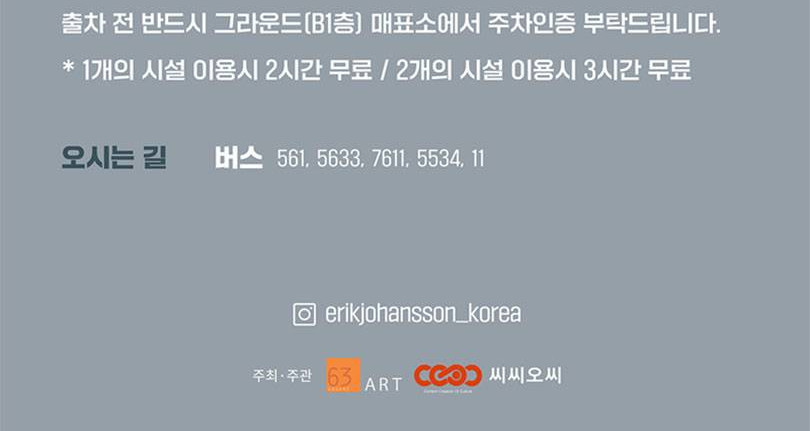 출차 전 반드시 그라운드(B1층) 매표소에서 주차인증 부탁드립니다.
* 1개의 시설 이용시 2시간 무료 / 2개의 시설 이용시 3시간 무료
오시는 길 버스 561, 5633, 7611, 5534, 11
erikjohansson_korea
주최·주관 63 ART CCOC 씨씨오씨